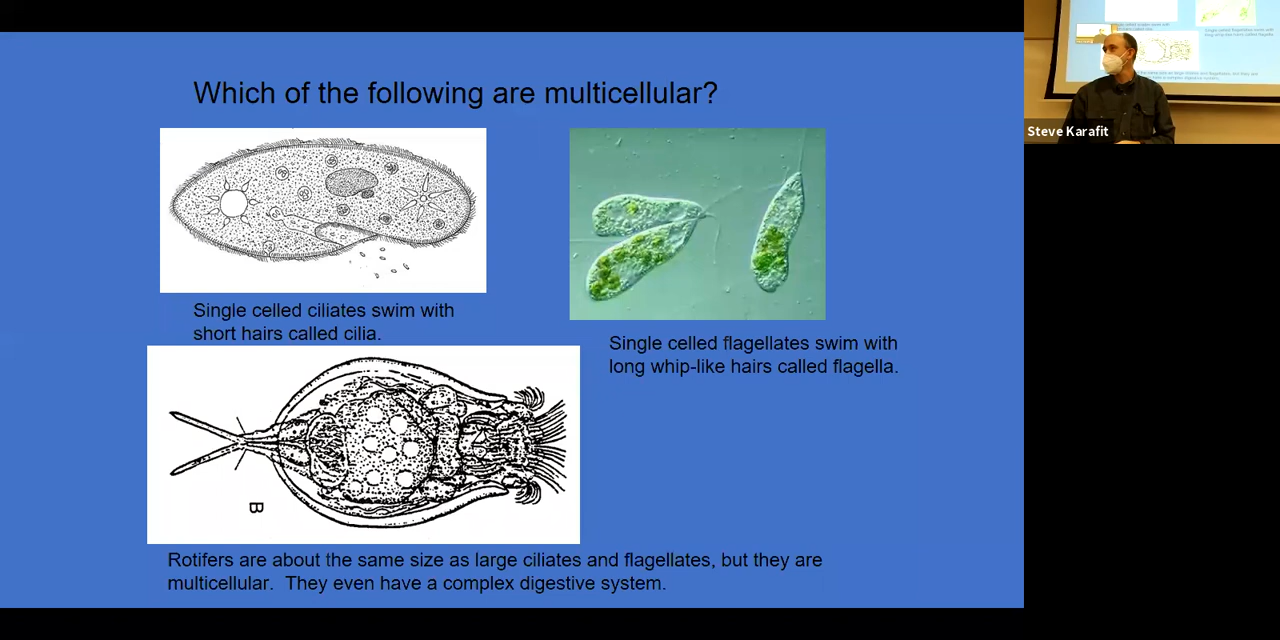 Which of the following are multicellular?
Single celled ciliates swim with
short hairs called cilia.
Single celled flagellates swim with
long whip-like hairs called flagella.
B
Rotifers are about the same size as large ciliates and flagellates, but they are
multicellular. They even have a complex digestive system.
Steve Karafit